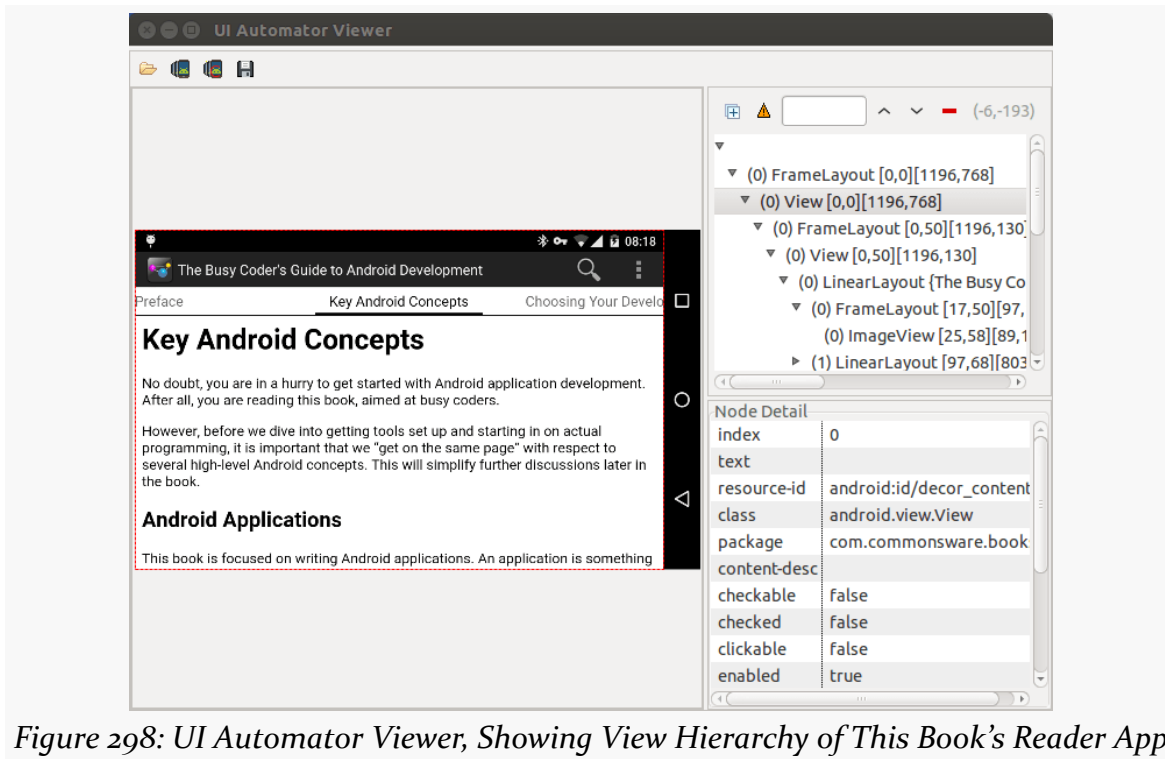 UI Automator Viewer
(-6,-193)
(0) FrameLayout [0,0][1196,768]
(0) View [0,0][1196,768]
(0) FrameLayout [0,50][1196,130]
(0) View [0,50][1196,130]
(0) LinearLayout {The Busy Co
(0) FrameLayout [17,50][97,
(0) ImageView [25,58][89,1
(1) LinearLayout [97,68][803
08:18
The Busy Coder's Guide to Android Development
Preface Key Android Concepts Choosing Your Develo
Key Android Concepts
No doubt, you are in a hurry to get started with Android application development.
After all, you are reading this book, aimed at busy coders.
However, before we dive into getting tools set up and starting in on actual
programming, it is important that we “get on the same page” with respect to
several high-level Android concepts. This will simplify further discussions later in
the book.
Android Applications
This book is focused on writing Android applications. An application is something
Node Detail
index 0
text
resource-id android:id/decor_content
class android.view.View
package com.commonsware.book
content-desc
checkable false
checked false
clickable false
enabled true
Figure 298: UI Automator Viewer, Showing View Hierarchy of This Book's Reader App